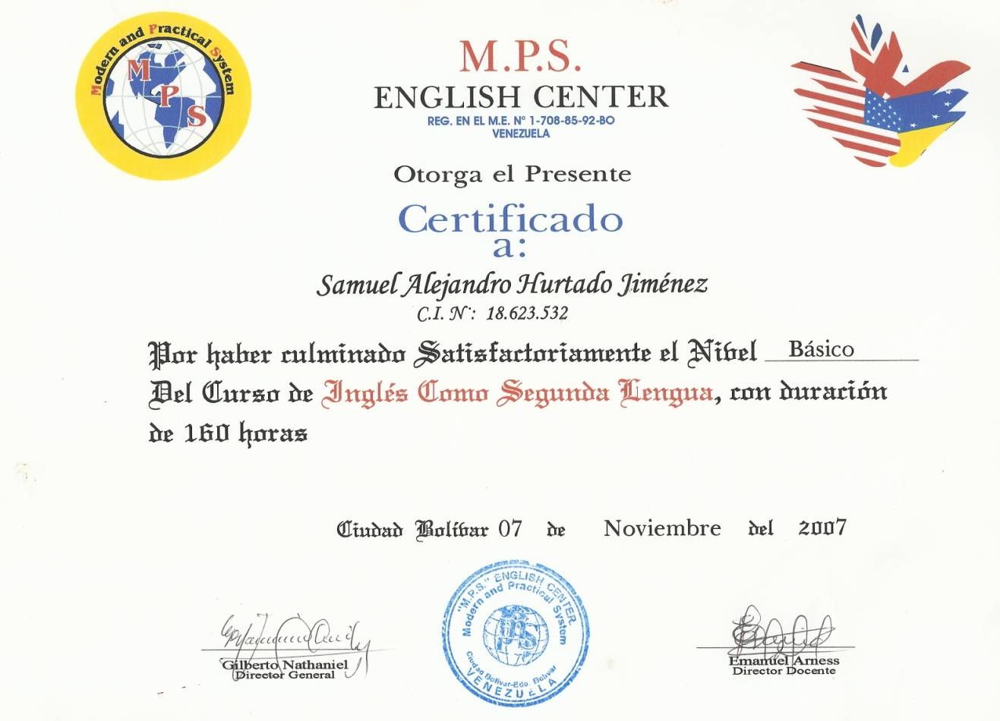 Modern and Practical System
M
P
S
M.P.S.
ENGLISH CENTER
REG. EN EL M.E. Nº 1-708-85-92-BO
VENEZUELA
Otorga el Presente
Certificado
a:
Samuel Alejandro Hurtado Jiménez
C.I. Nº: 18.623.532
Por haber culminado Satisfactoriamente el Nivel Básico
Del Curso de Inglés Como Segunda Lengua, con duración
de 160 horas
Ciudad Bolívar 07 de Noviembre del 2007
"M.P.S." ENGLISH CENTER
Modern and Practical System
mps
Ciudad Bolívar-Edo. Bolívar
VENEZUELA
Gilberto Nathaniel
Director General
Emanuel Arness
Director Docente